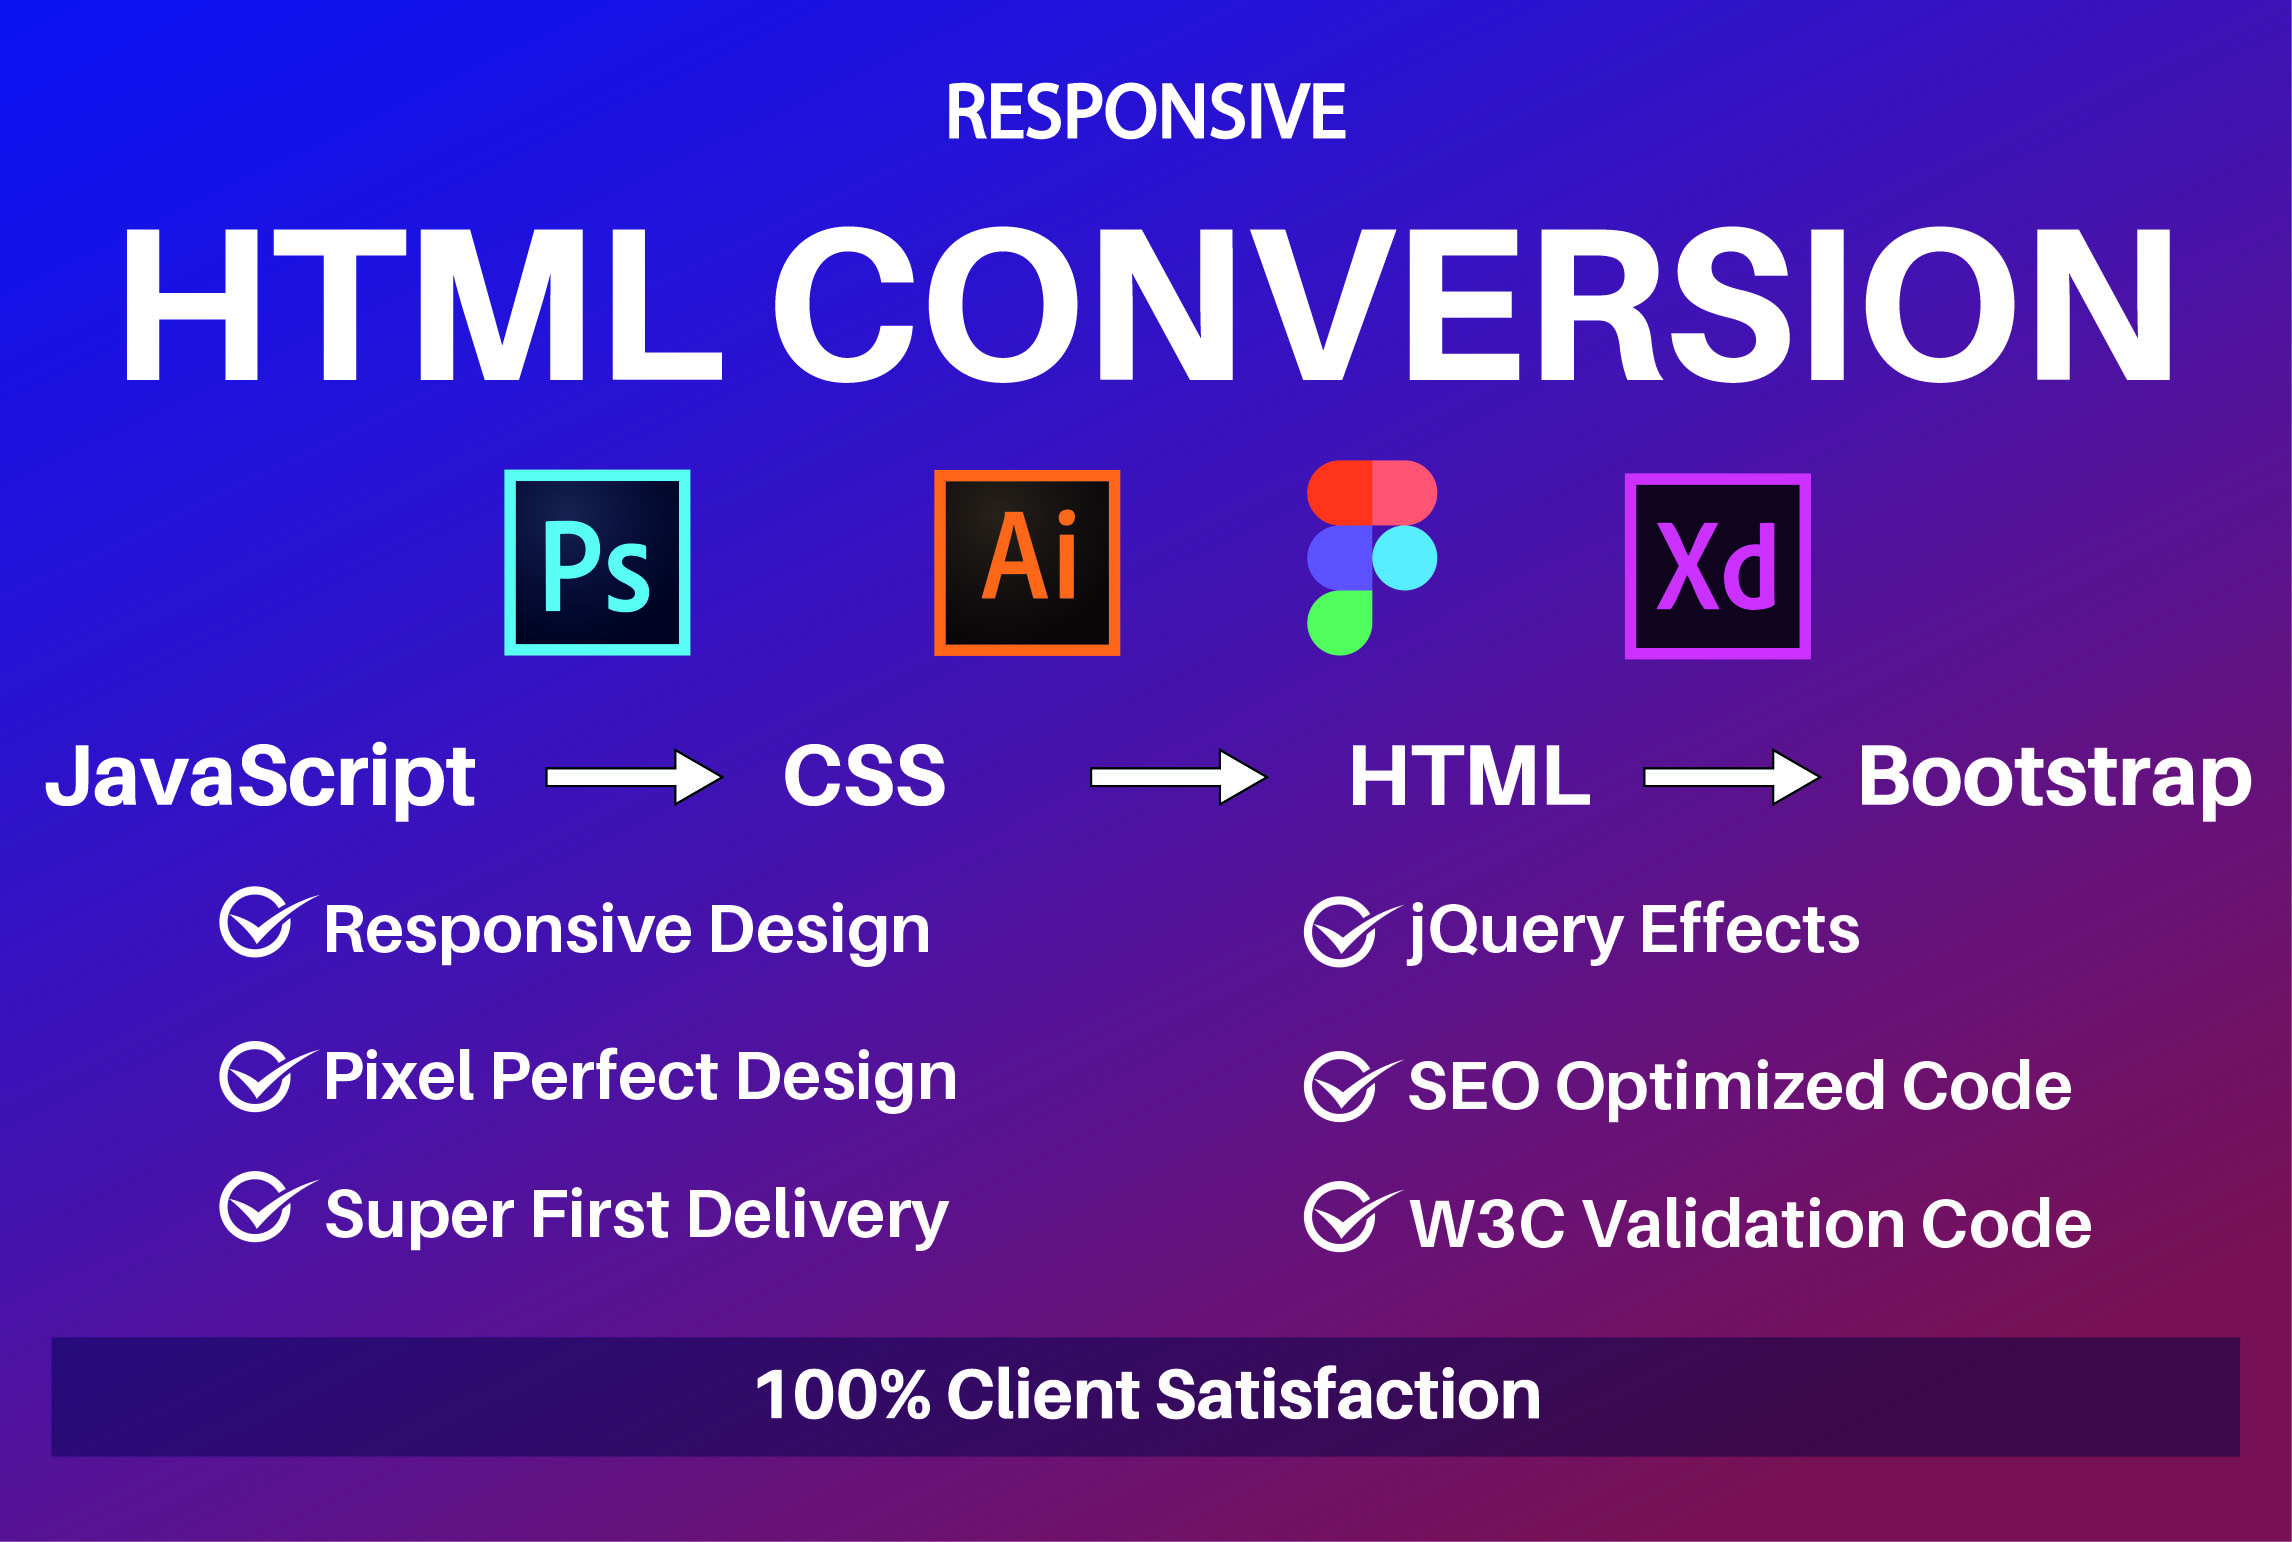 RESPONSIVE
HTML CONVERSION
Ps Ai Xd
JavaScript CSS HTML Bootstrap
Responsive Design
jQuery Effects
Pixel Perfect Design
SEO Optimized Code
Super First Delivery
W3C Validation Code
100% Client Satisfaction